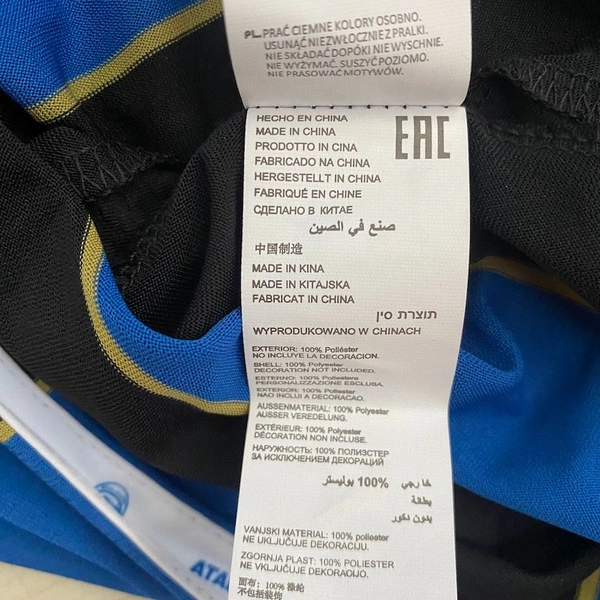 PL PRAĆ CIEMNE KOLORY OSOBNO.
USUNĄĆ NIEZWŁOCZNIE Z PRALKI.
NIE SKŁADAĆ DOPÓKI NIE WYSCHNIE.
NIE WYŻYMAĆ. SUSZYĆ POZIOMO.
NIE PRASOWAĆ MOTYWÓW.
HECHO EN CHINA
MADE IN CHINA
PRODOTTO IN CINA
FABRICADO NA CHINA
HERGESTELLT IN CHINA
FABRIQUÉ EN CHINE
СДЕЛАНО В КИТАЕ
EAC
صنع في الصين
中国制造
MADE IN KINA
MADE IN KITAJSKA
FABRICAT IN CHINA
תוצרת סין
WYPRODUKOWANO W CHINACH
EXTERIOR: 100% Poliéster
NO INCLUYE LA DECORACION.
SHELL: 100% Polyester
DECORATION NOT INCLUDED.
ESTERNO: 100% Poliestere
PERSONALIZZAZIONE ESCLUSA.
EXTERIOR: 100% Poliester
NAO INCLUI A DECORACAO.
AUSSENMATERIAL: 100% Polyester
AUSSER VEREDELUNG.
EXTÉRIEUR: 100% Polyester
DÉCORATION NON INCLUSE.
НАРУЖНОСТЬ: 100% ПОЛИЭСТЕР
ЗА ИСКЛЮЧЕНИЕМ ДЕКОРАЦИЙ
خارجي 100% بوليستر
بطانة
بدون دكور
VANJSKI MATERIAL: 100% poliester
NE UKLJUČUJE DEKORACIJU.
ZGORNJA PLAST: 100% POLIESTER
NE VKLJUČUJE DEKORACIJO.
面布: 100% 涤纶
不包括装饰
ATA